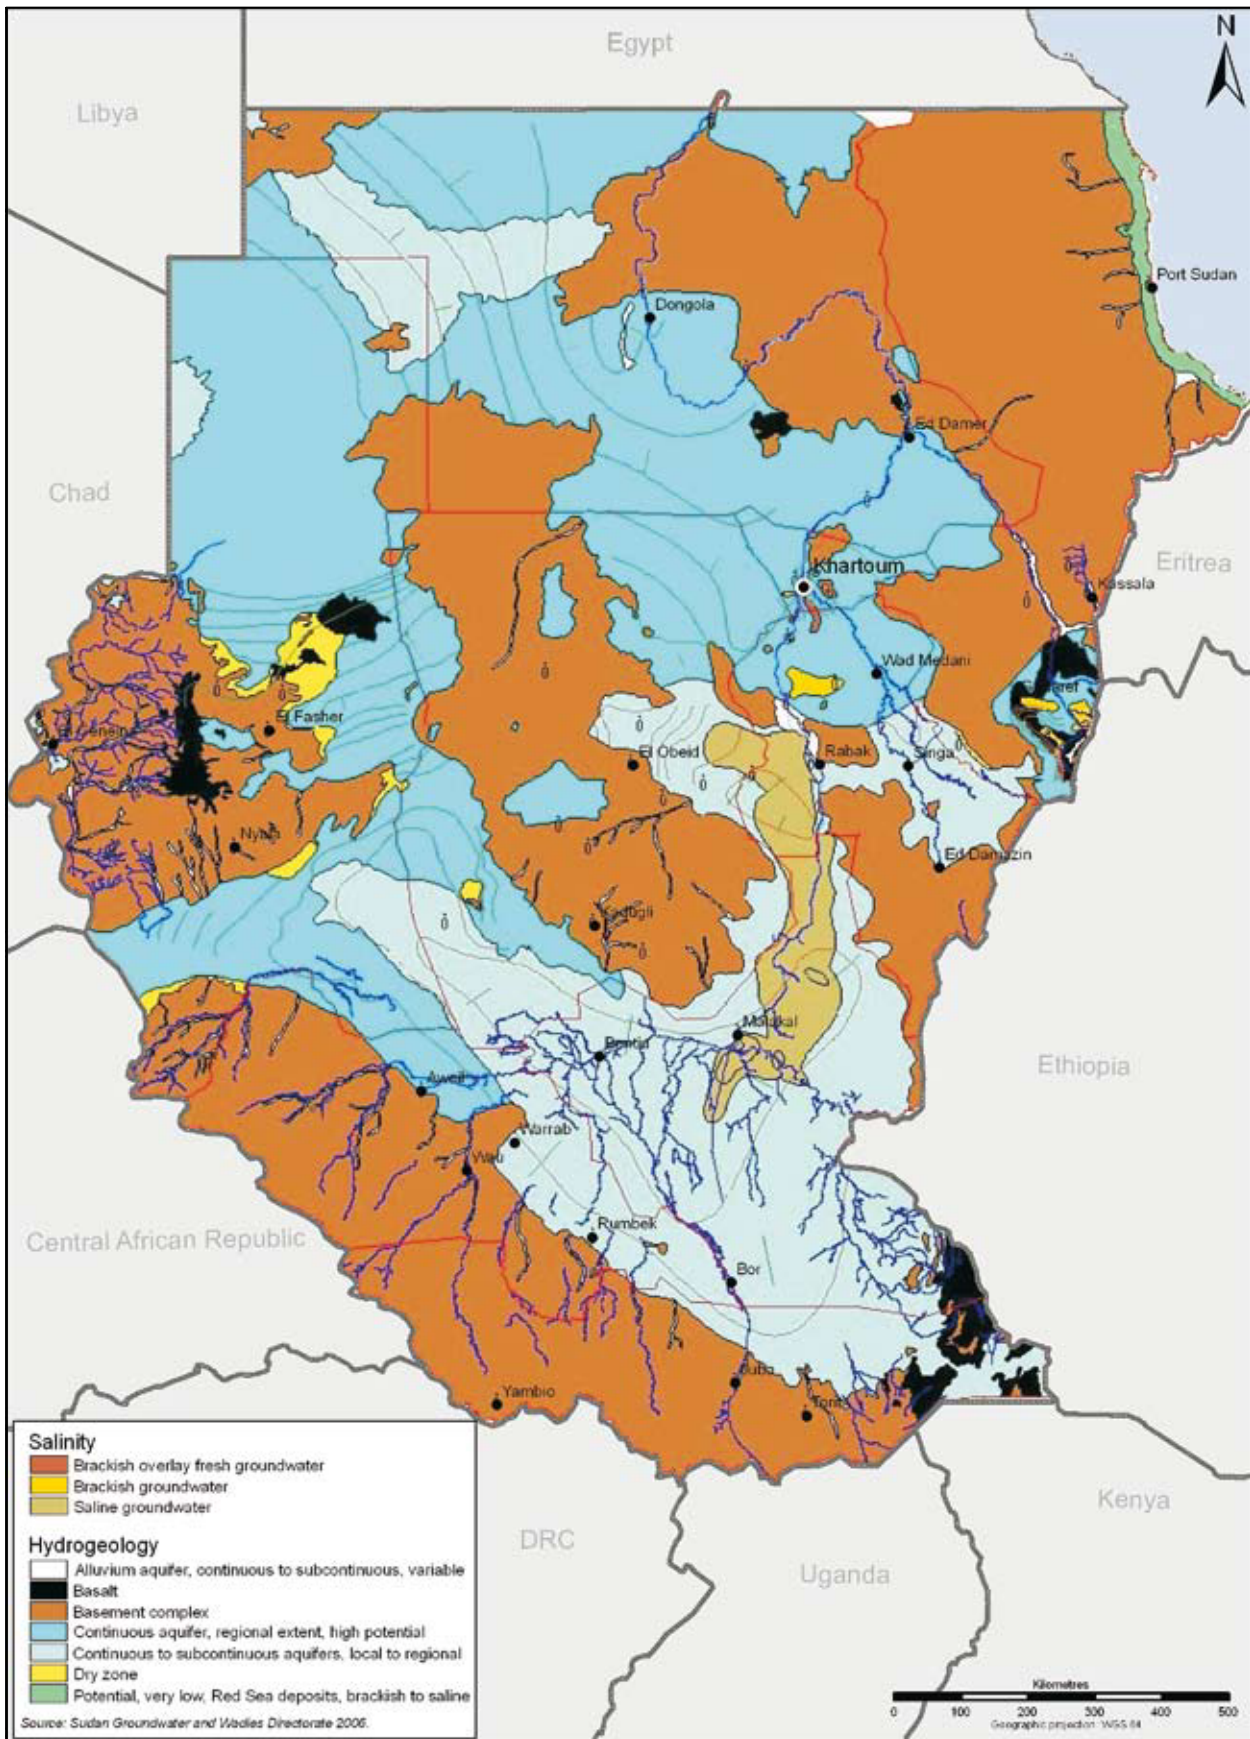 N
Egypt
Libya
Port Sudan
Dongola
Ed Damer
Chad
Khartoum
Eritrea
Kassala
Wad Medani
El Fasher
El Obeid
Rabak
Singa
Nyala
Ed Damazin
Kadugli
Malakal
Bentiu
Ethiopia
Aweil
Warrab
Wau
Central African Republic
Rumbek
Bor
Juba
Yambio
Torit
Kenya
DRC
Uganda
Salinity
Brackish overlay fresh groundwater
Brackish groundwater
Saline groundwater
Hydrogeology
Alluvium aquifer, continuous to subcontinuous, variable
Basalt
Basement complex
Continuous aquifer, regional extent, high potential
Continuous to subcontinuous aquifers, local to regional
Dry zone
Potential, very low, Red Sea deposits, brackish to saline
Source: Sudan Groundwater and Wadies Directorate 2006.
Kilometres
0 100 200 300 400 500
Geographic projection: WGS 84